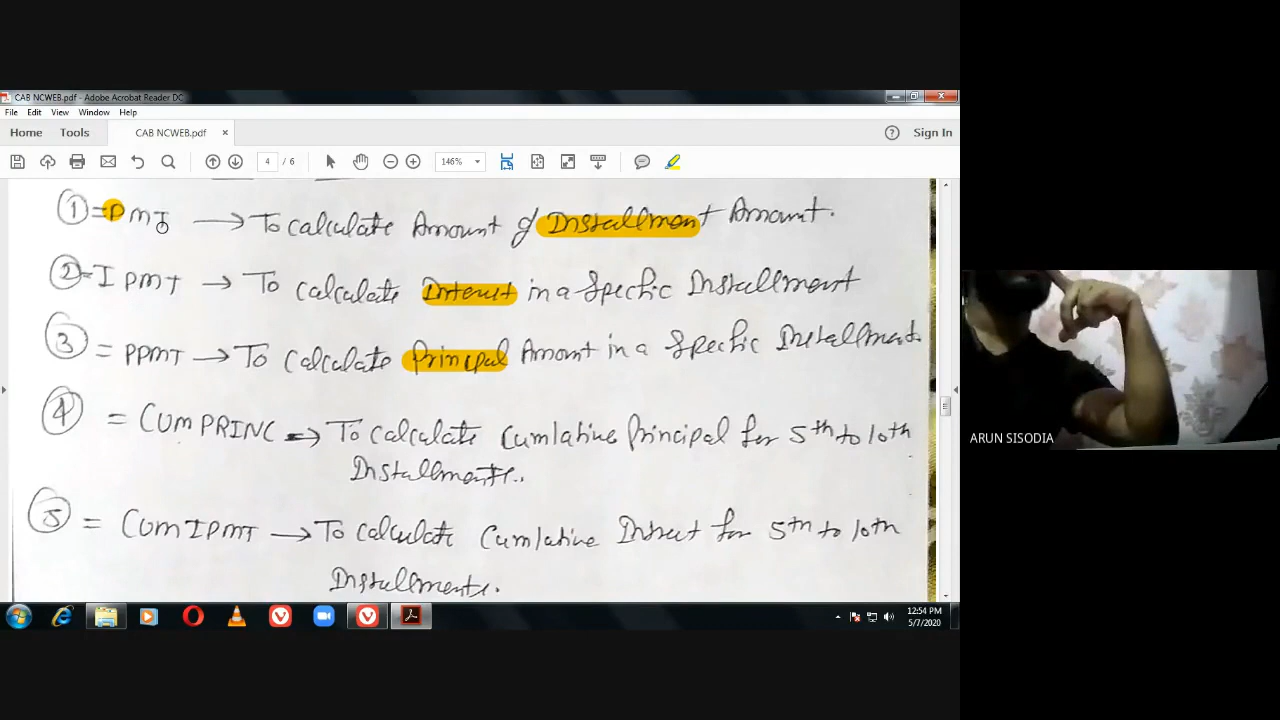 CAB NCWEB.pdf - Adobe Acrobat Reader DC
File Edit View Window Help
Home Tools CAB NCWEB.pdf × Sign In
4 / 6 146%
① = PMT → To calculate Amount of Installment Amount.
② = IPMT → To calculate Interest in a Specific Installment
③ = PPMT → To calculate Principal Amount in a Specific Installment
④ = CUMPRINC → To calculate Cumlative Principal for 5th to 10th
Installments..
⑤ = CUMIPMT → To calculate Cumlative Intrest for 5th to 10th
Installments.
ARUN SISODIA
12:54 PM
5/7/2020